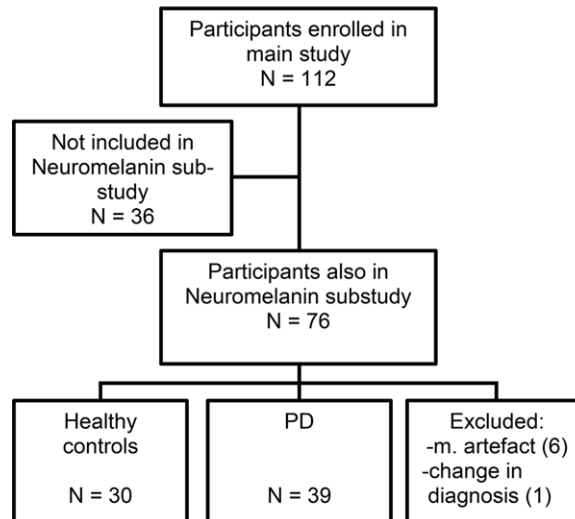 Participants enrolled in
main study
N = 112
Not included in
Neuromelanin sub-
study
N = 36
Participants also in
Neuromelanin substudy
N = 76
Healthy
controls
N = 30
PD
N = 39
Excluded:
-m. artefact (6)
-change in
diagnosis (1)